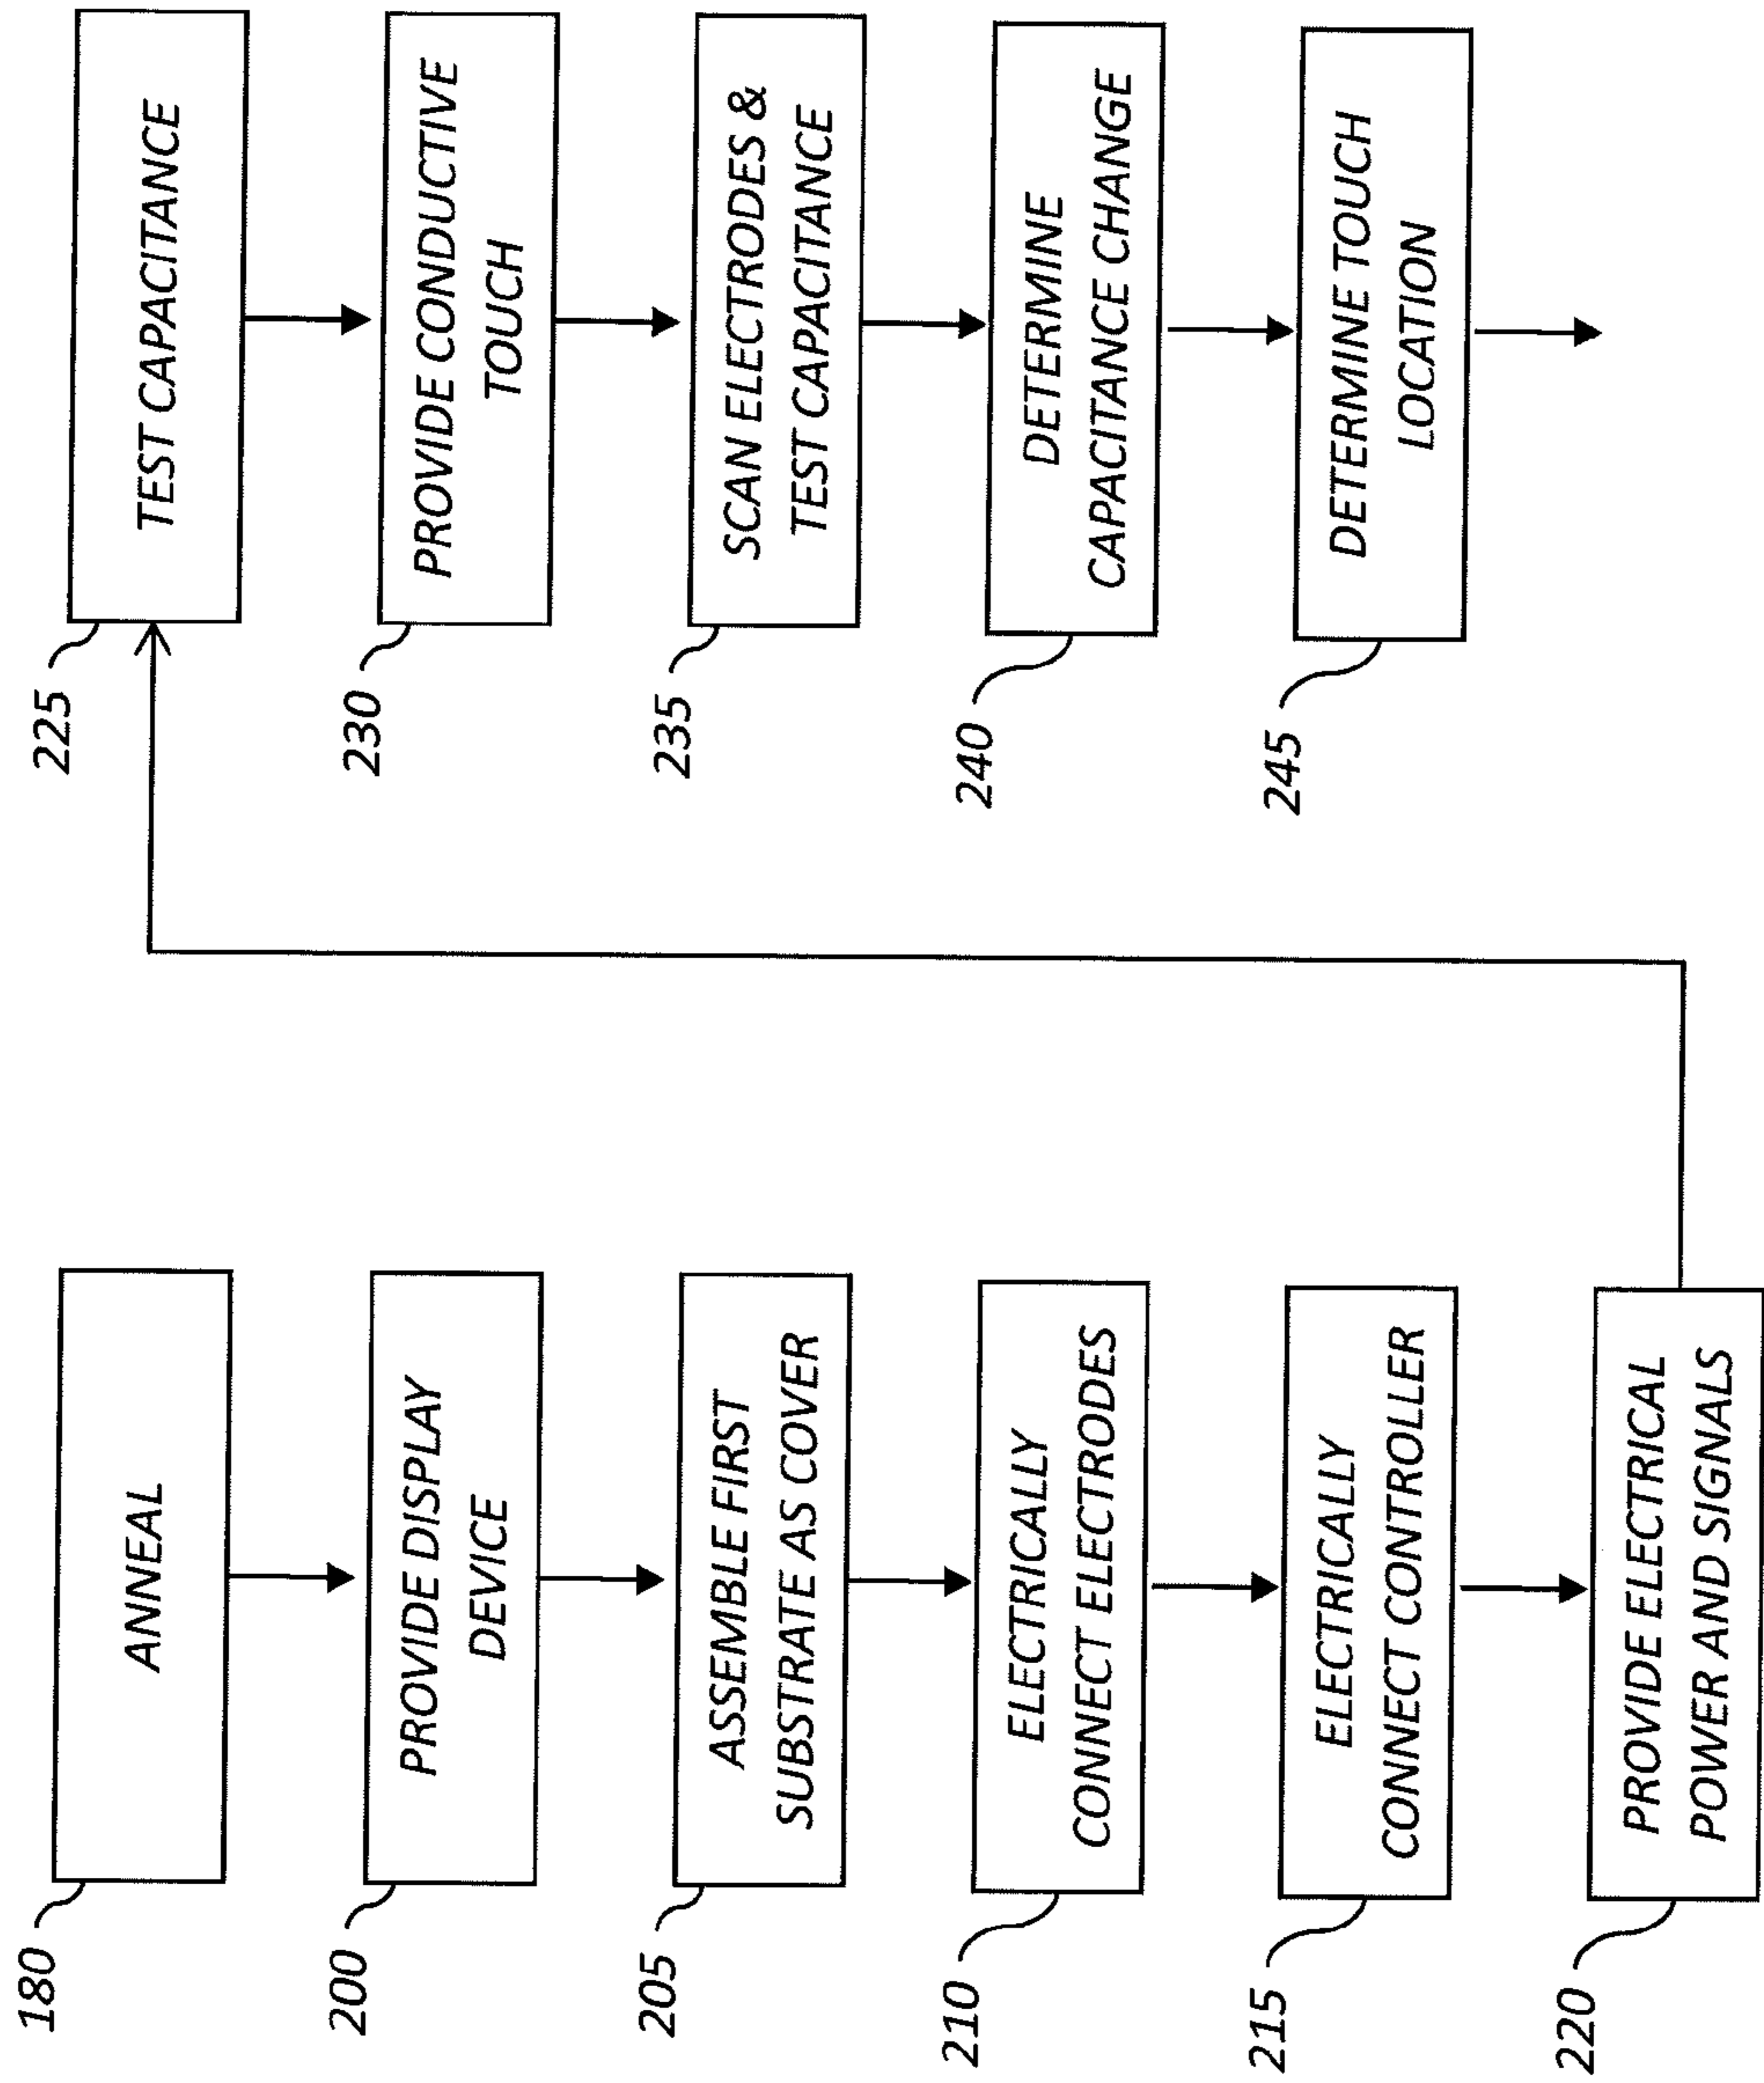 180
ANNEAL
200
PROVIDE DISPLAY
DEVICE
205
ASSEMBLE FIRST
SUBSTRATE AS COVER
210
ELECTRICALLY
CONNECT ELECTRODES
215
ELECTRICALLY
CONNECT CONTROLLER
220
PROVIDE ELECTRICAL
POWER AND SIGNALS
225
TEST CAPACITANCE
230
PROVIDE CONDUCTIVE
TOUCH
235
SCAN ELECTRODES &
TEST CAPACITANCE
240
DETERMINE
CAPACITANCE CHANGE
245
DETERMINE TOUCH
LOCATION